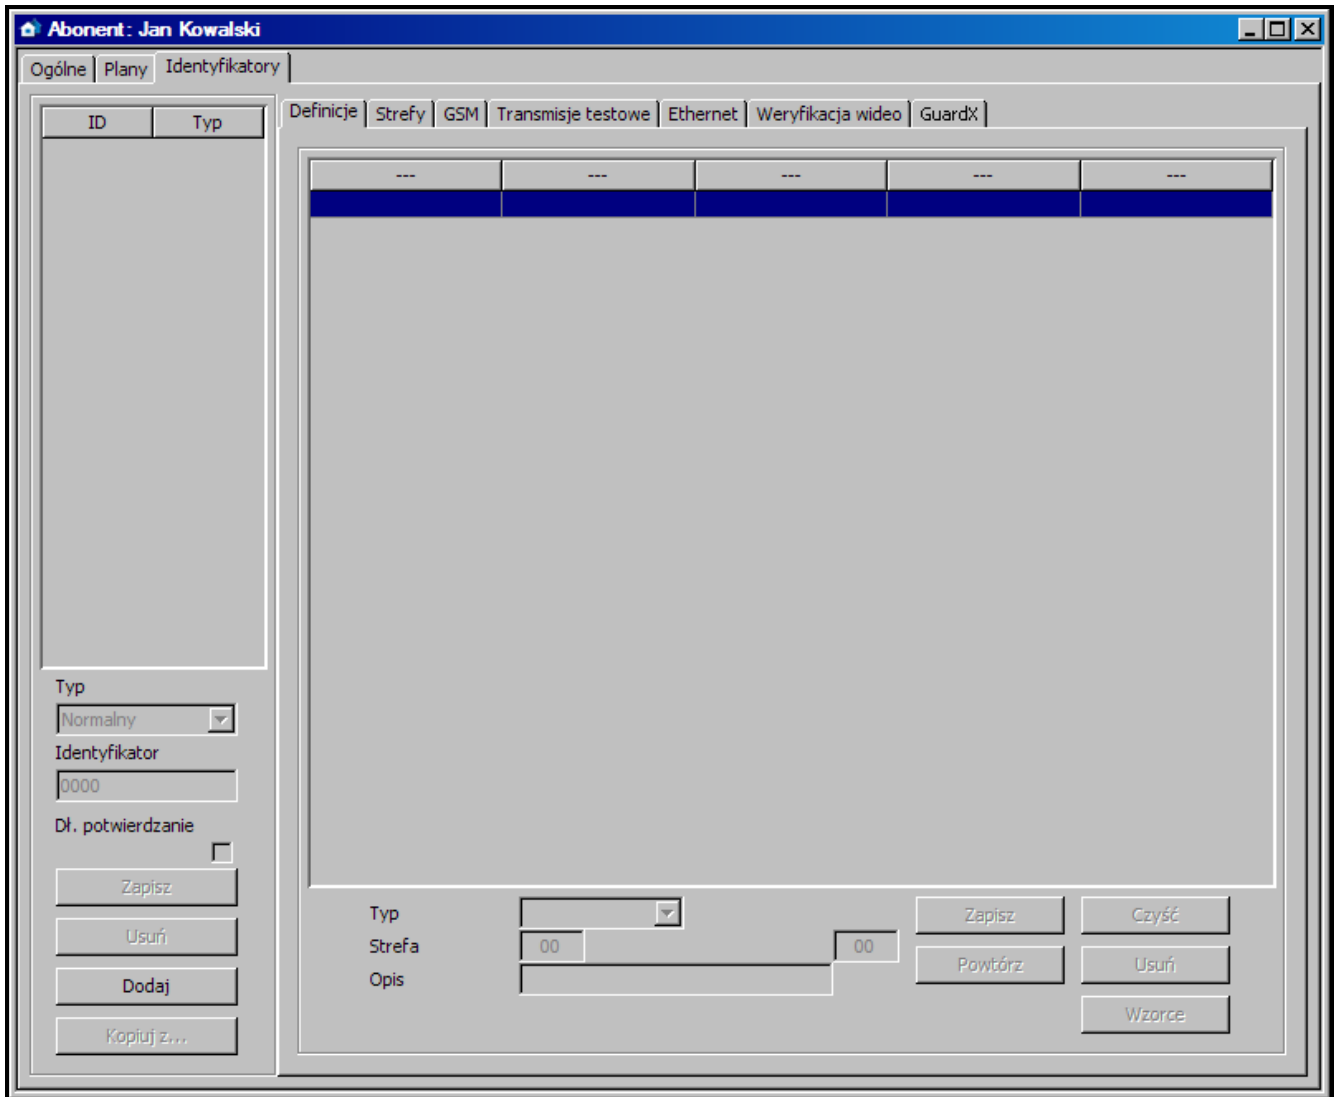 Abonent: Jan Kowalski
Ogólne Plany Identyfikatory
ID Typ
Definicje Strefy GSM Transmisje testowe Ethernet Weryfikacja wideo GuardX
--- --- --- --- ---
Typ
Normalny
Identyfikator
0000
Dł. potwierdzanie
Zapisz
Usuń
Dodaj
Kopiuj z...
Typ
Strefa 00 00
Opis
Zapisz Czyść
Powtórz Usuń
Wzorce